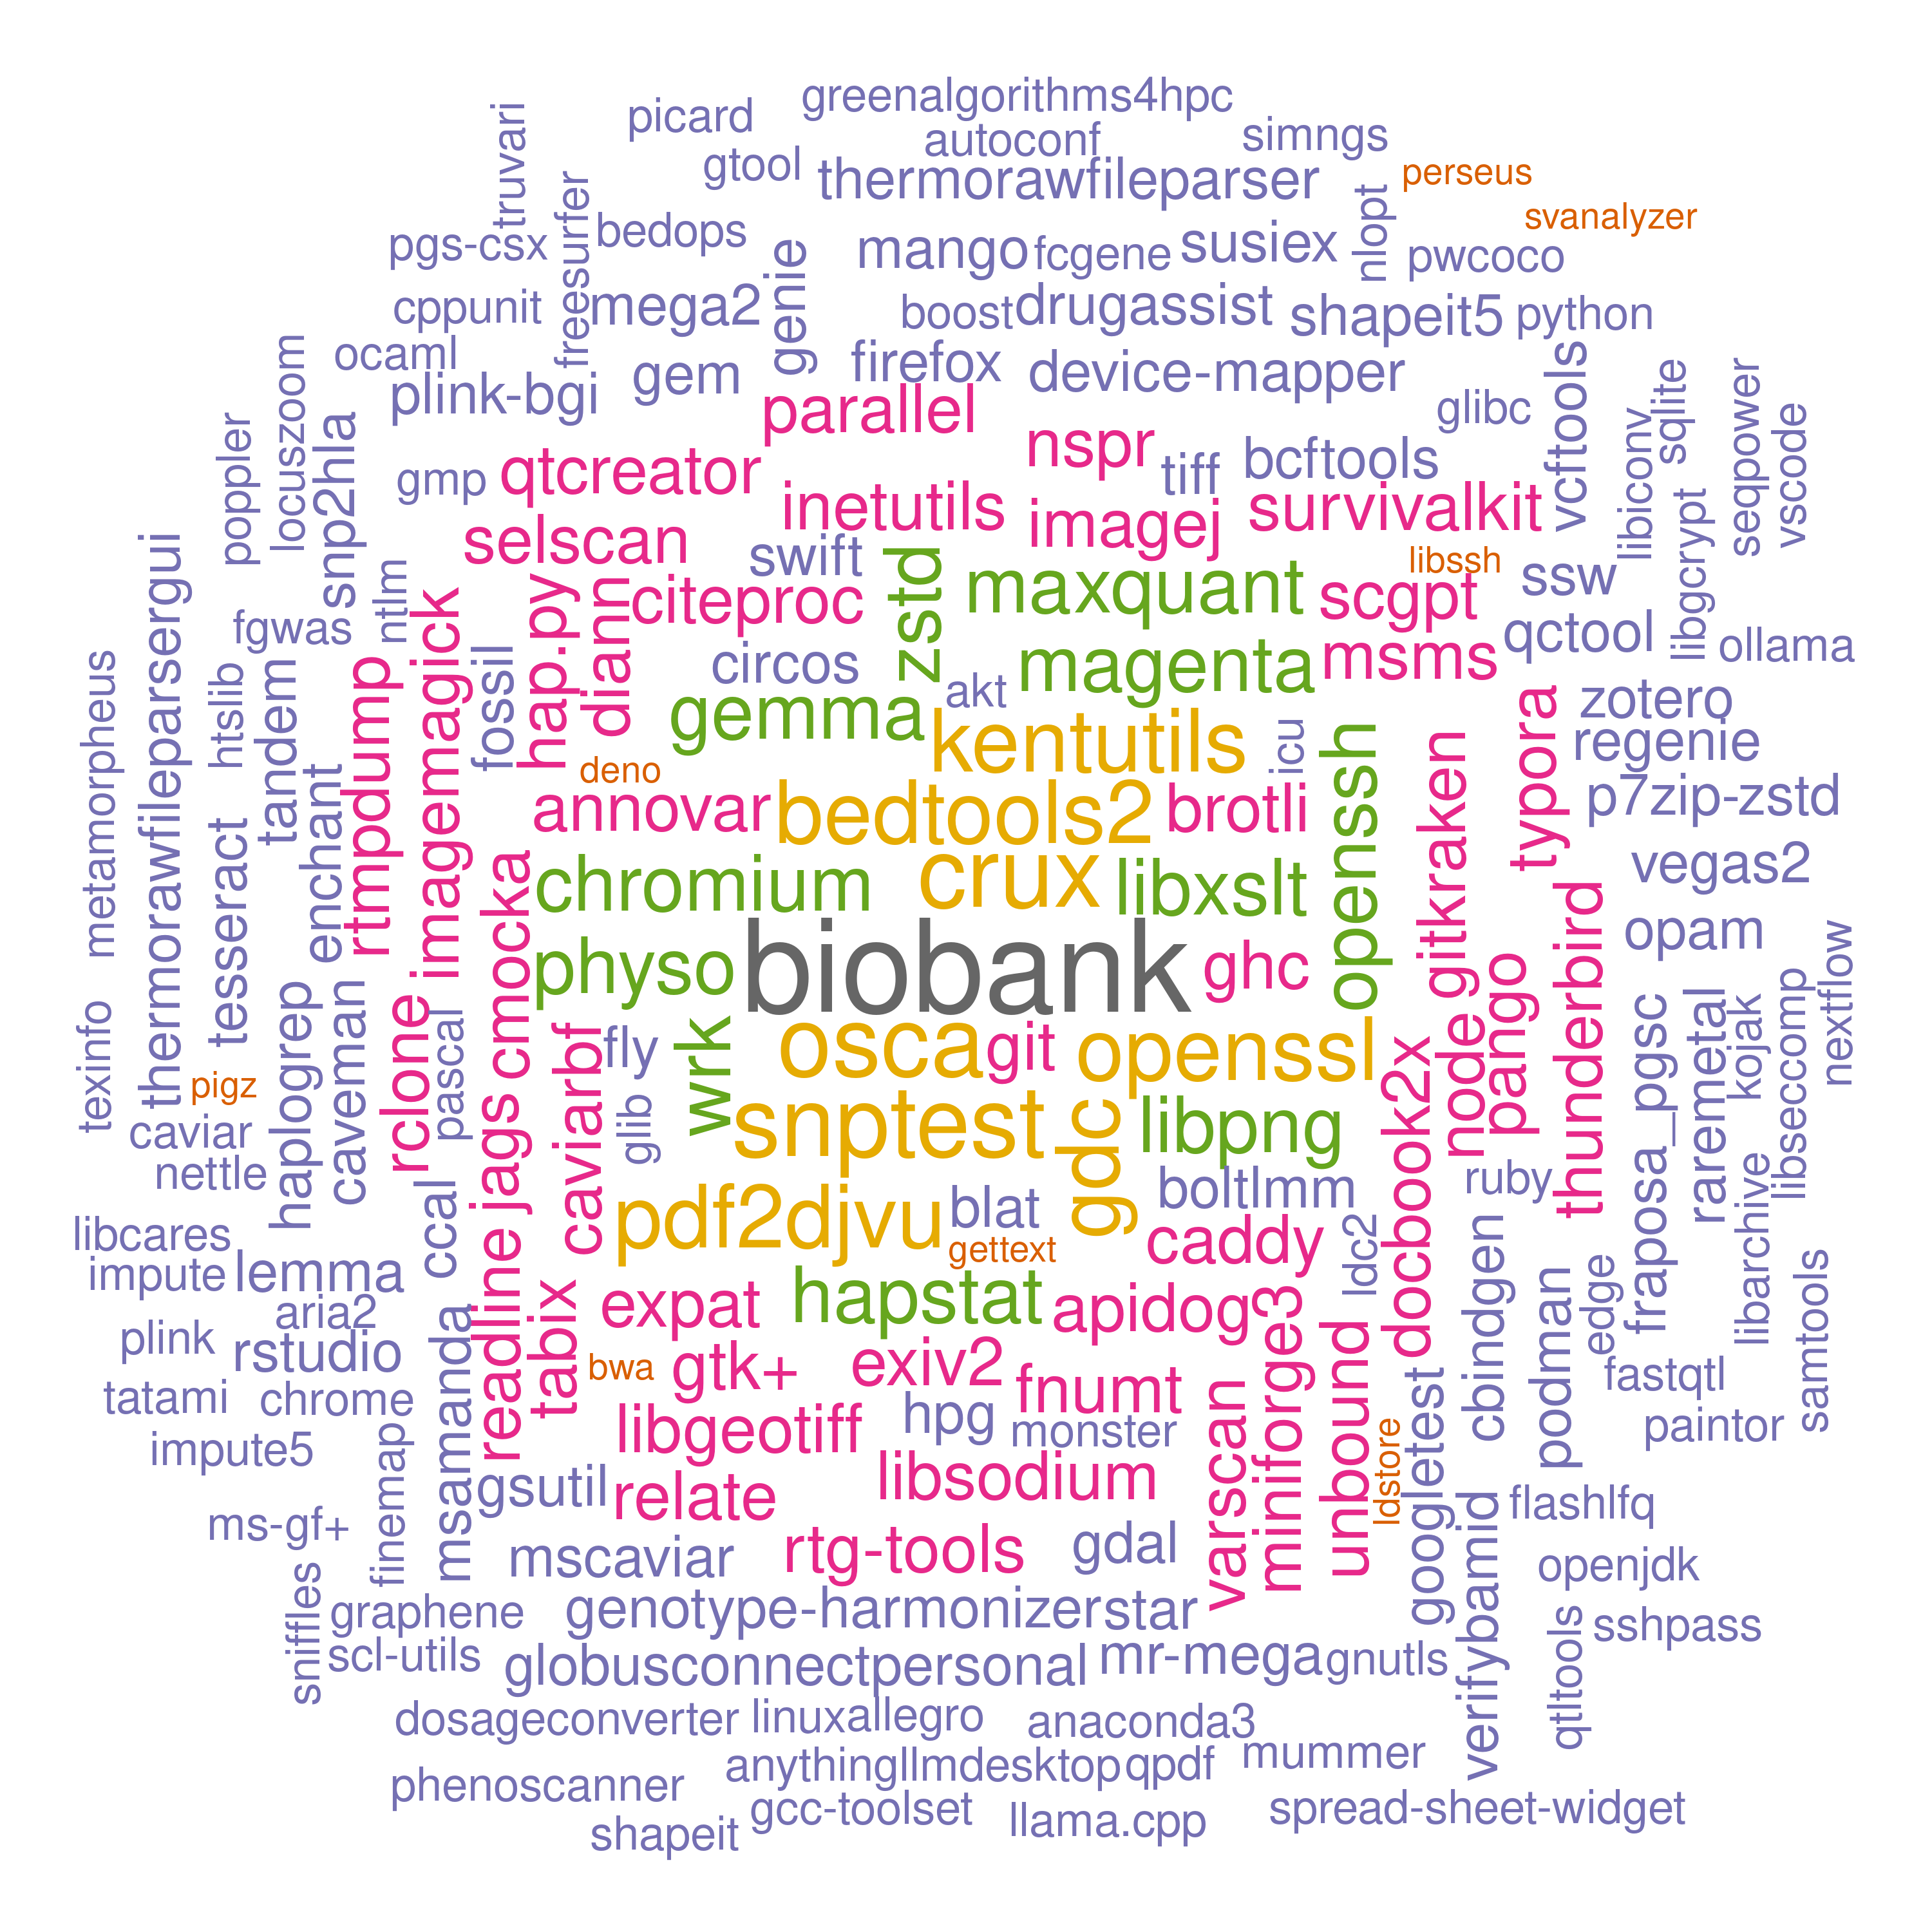 greenalgorithms4hpc
picard
truvari
autoconf
simngs
gtool
thermorawfileparser
perseus
freesurfer
nlopt
svanalyzer
pgs-csx
bedops
genie
mango
fcgene
susiex
pwcoco
cppunit
mega2
boost
drugassist
shapeit5
python
ocaml
locuszoom
plink-bgi
gem
firefox
device-mapper
vcftools
sqlite
seqpower
parallel
glibc
libiconv
vscode
poppler
snp2hla
gmp
qtcreator
nspr
tiff
bcftools
inetutils
imagej
survivalkit
libgcrypt
thermorawfileparsergui
selscan
swift
zstd
maxquant
libssh
ssw
ntlm
imagemagick
hap.py
diann
citeproc
scgpt
fgwas
qctool
ollama
metamorpheus
htslib
tandem
rtmpdump
fossil
circos
akt
magenta
msms
typora
zotero
gemma
kentutils
icu
openssh
gitkraken
regenie
enchant
deno
annovar
bedtools2
brotli
p7zip-zstd
tesseract
cmocka
chromium
crux
libxslt
thunderbird
vegas2
physo
biobank
ghc
opam
nextflow
texinfo
haplogrep
caveman
rclone
pascal
caviarbf
fly
wrk
osca
git
openssl
node
pango
fraposa_pgsc
raremetal
kojak
libseccomp
pigz
caviar
jags
glib
snptest
gdc
libpng
docbook2x
nettle
ccal
pdf2djvu
blat
boltlmm
ruby
libarchive
libcares
impute
lemma
readline
gettext
caddy
ldc2
cbindgen
podman
edge
samtools
aria2
tabix
expat
hapstat
apidog
miniforge3
unbound
plink
rstudio
msamanda
bwa
gtk+
exiv2
fnumt
varscan
googletest
fastqtl
tatami
chrome
libgeotiff
hpg
monster
ldstore
paintor
impute5
finemap
gsutil
relate
libsodium
verifybamid
flashlfq
ms-gf+
mscaviar
rtg-tools
gdal
openjdk
sniffles
graphene
genotype-harmonizer
star
qtltools
sshpass
scl-utils
globusconnectpersonal
mr-mega
gnutls
dosageconverter
linuxallegro
anaconda3
phenoscanner
anythingllmdesktop
qpdf
mummer
shapeit
gcc-toolset
llama.cpp
spread-sheet-widget